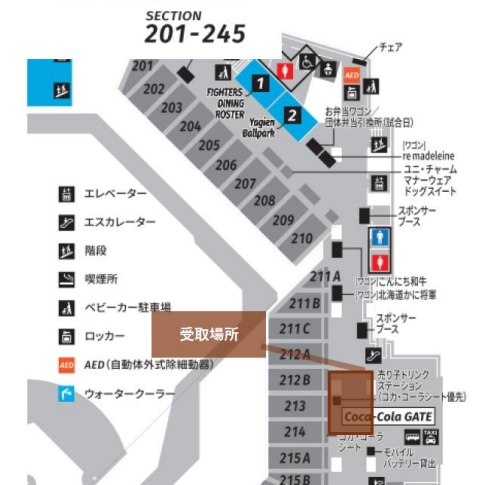 SECTION
201-245
チェア
AED
201
202
203
204
205
206
207
208
209
210
1
2
FIGHTERS
DINING
ROSTER
Yagien
Ballpark
お弁当ワゴン/
団体弁当引換所(試合日)
[ワゴン]
re madeleine
ユニ・チャーム
マナーウェア
ドッグスイート
スポンサー
ブース
[ワゴン]こんにち和牛
[ワゴン]北海道かに将軍
スポンサー
ブース
エレベーター
エスカレーター
階段
喫煙所
ベビーカー駐車場
ロッカー
AED AED(自動体外式除細動器)
ウォータークーラー
受取場所
211A
211B
211C
212A
212B
213
214
215A
215B
売り子ドリンク
ステーション
(コカ・コーラシート優先)
Coca-Cola GATE
コカ・コーラ
シート
TAXI
モバイル
バッテリー貸出